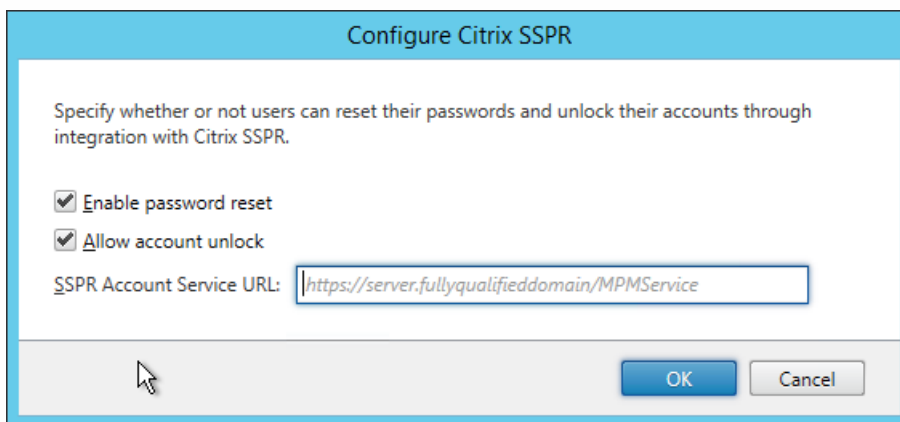 Configure Citrix SSPR
Specify whether or not users can reset their passwords and unlock their accounts through
integration with Citrix SSPR.
Enable password reset
Allow account unlock
SSPR Account Service URL: https://server.fullyqualifieddomain/MPMService
OK Cancel